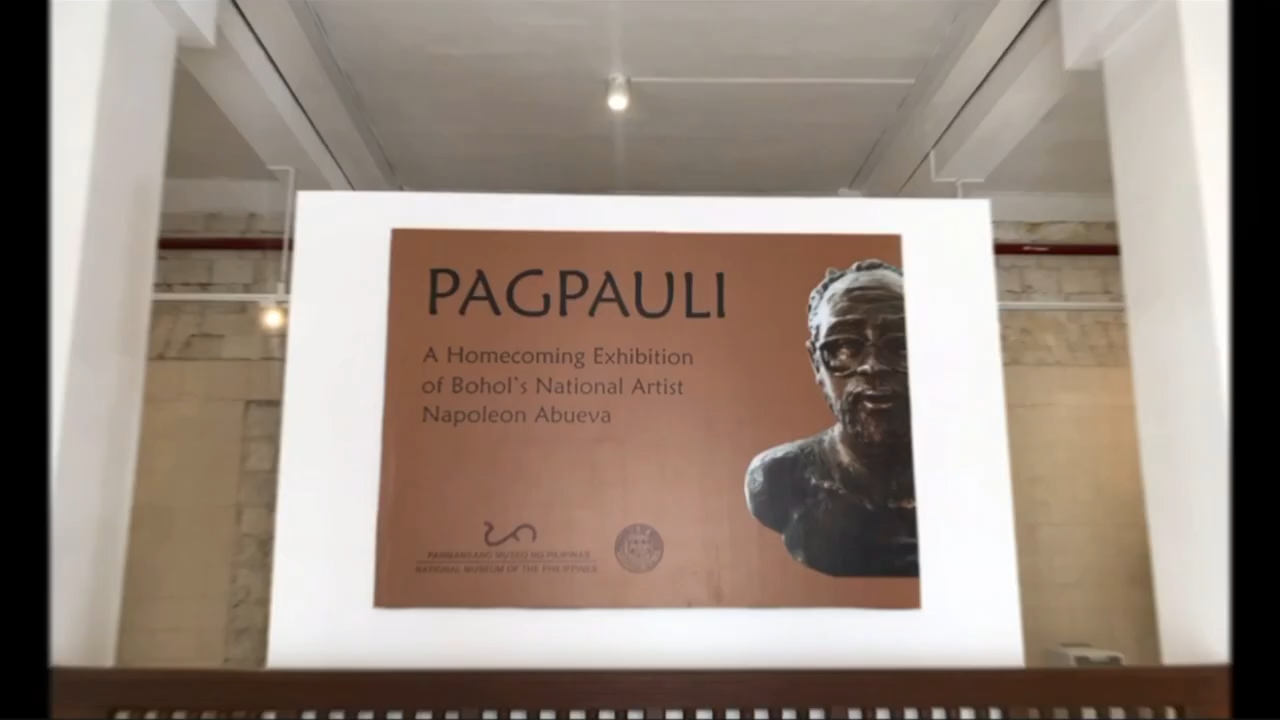 PAGPAULI
A Homecoming Exhibition
of Bohol's National Artist
Napoleon Abueva
PAMBANSANG MUSEO NG PILIPINAS
NATIONAL MUSEUM OF THE PHILIPPINES